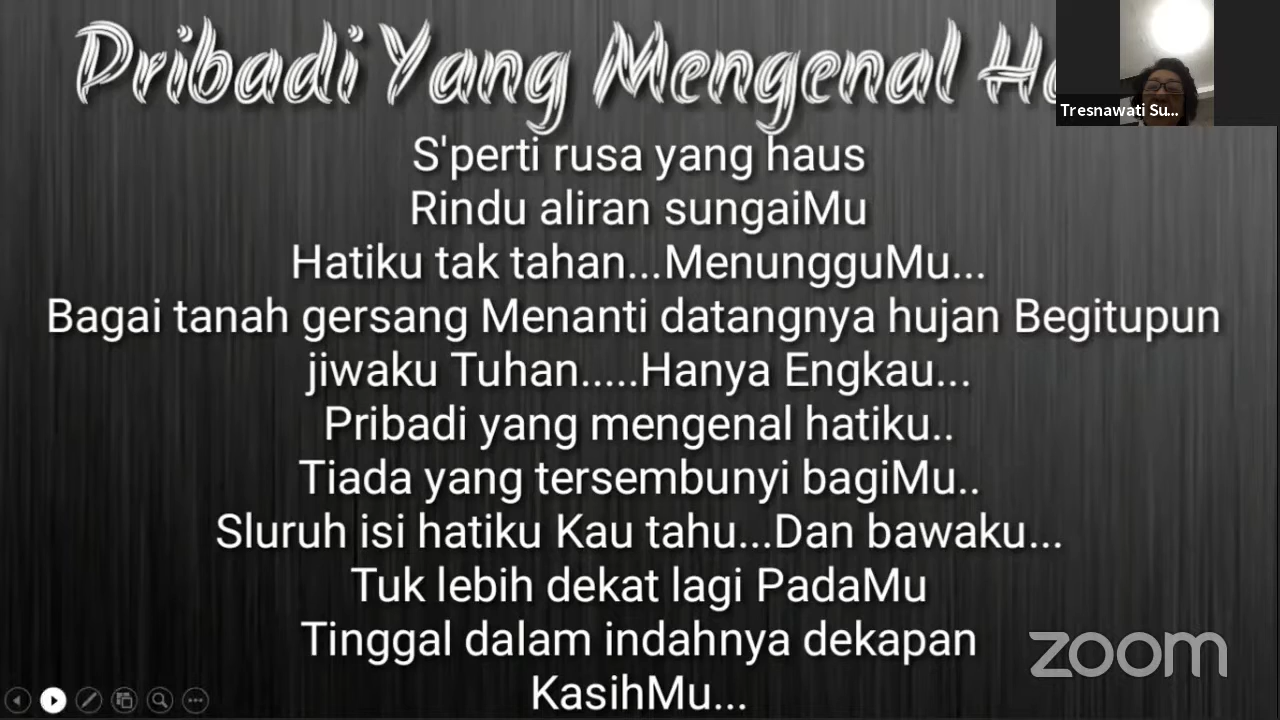 Pribadi Yang Mengenal
Tresnawati Su...
S'perti rusa yang haus
Rindu aliran sungaiMu
Hatiku tak tahan...MenungguMu...
Bagai tanah gersang Menanti datangnya hujan Begitupun
jiwaku Tuhan.....Hanya Engkau...
Pribadi yang mengenal hatiku..
Tiada yang tersembunyi bagiMu..
Sluruh isi hatiku Kau tahu...Dan bawaku...
Tuk lebih dekat lagi PadaMu
Tinggal dalam indahnya dekapan
KasihMu...
zoom